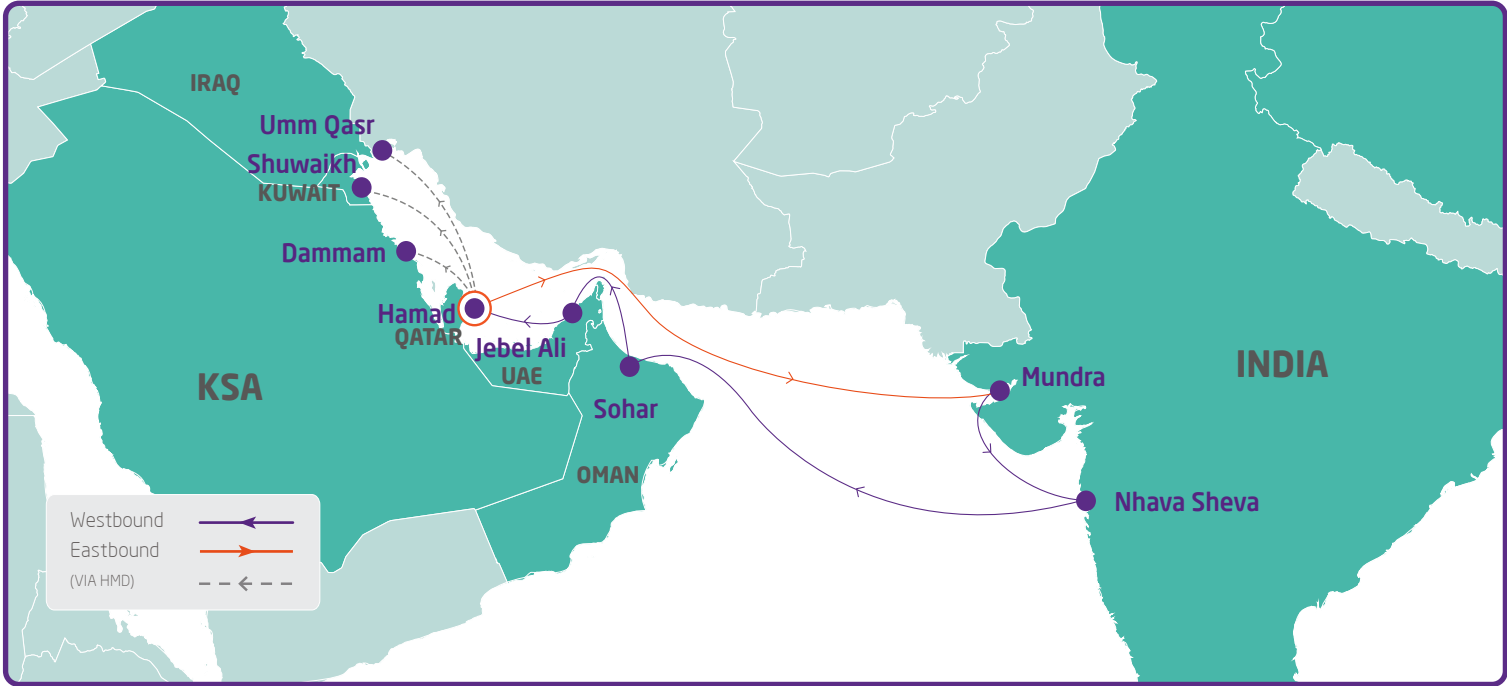 IRAQ
Umm Qasr
Shuwaikh
KUWAIT
Dammam
Hamad
QATAR
Jebel Ali
UAE
KSA
Sohar
OMAN
Mundra
INDIA
Nhava Sheva
Westbound
Eastbound
(VIA HMD)